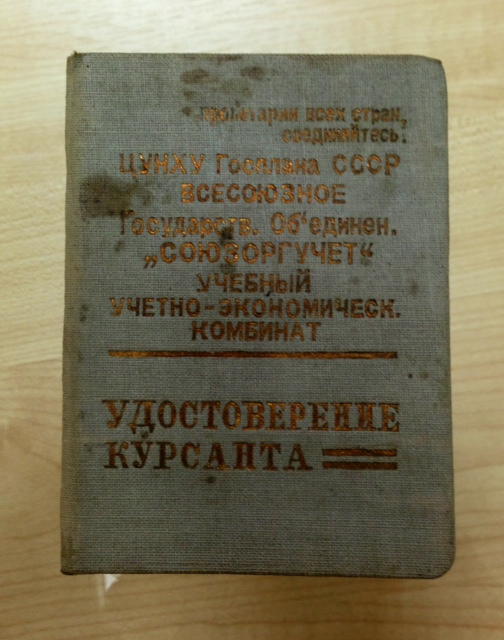 Пролетарии всех стран,
соединяйтесь!
ЦУНХУ Госплана СССР
ВСЕСОЮЗНОЕ
Государств. Об'единен.
„СОЮЗОРГУЧЕТ“
УЧЕБНЫЙ
УЧЕТНО-ЭКОНОМИЧЕСК.
КОМБИНАТ
УДОСТОВЕРЕНИЕ
КУРСАНТА